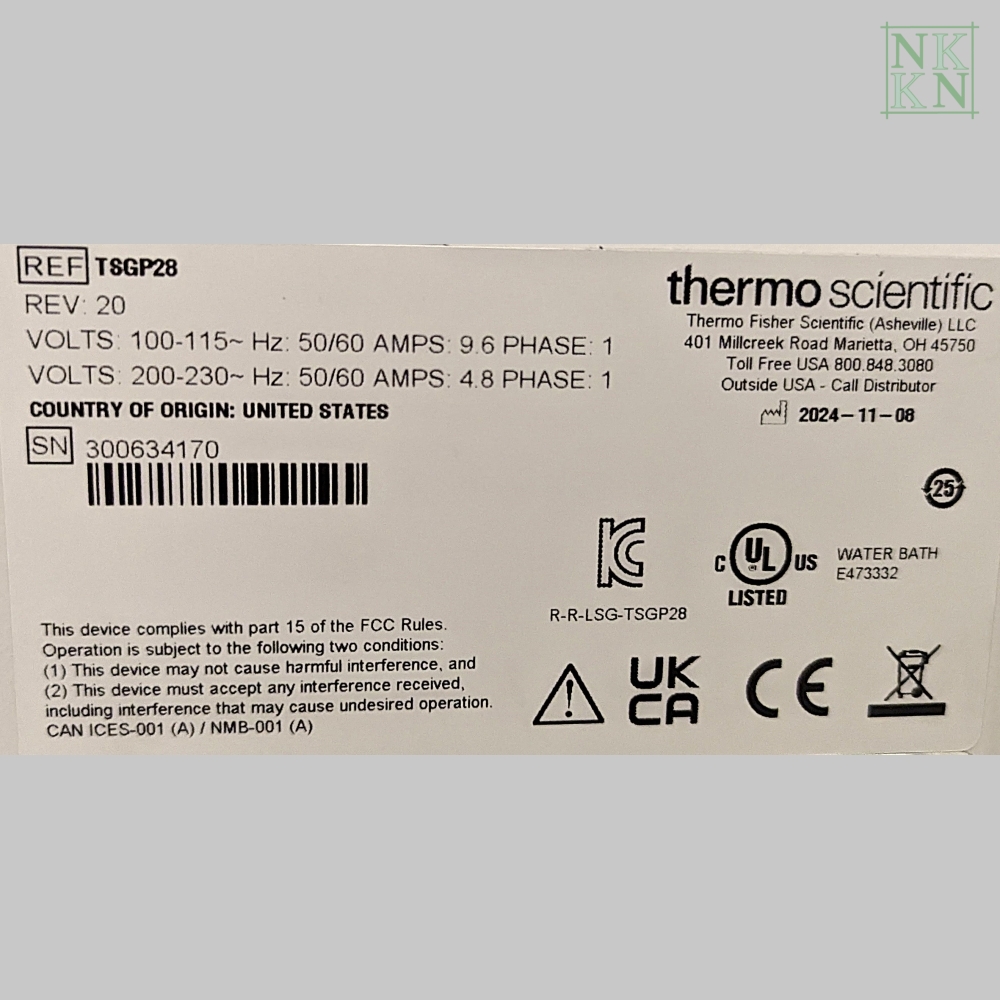 NK
KN
REF TSGP28
REV: 20
VOLTS: 100-115~ Hz: 50/60 AMPS: 9.6 PHASE: 1
VOLTS: 200-230~ Hz: 50/60 AMPS: 4.8 PHASE: 1
COUNTRY OF ORIGIN: UNITED STATES
SN 300634170
thermo scientific
Thermo Fisher Scientific (Asheville) LLC
401 Millcreek Road Marietta, OH 45750
Toll Free USA 800.848.3080
Outside USA - Call Distributor
2024-11-08
25
KC
R-R-LSG-TSGP28
C UL US
LISTED
WATER BATH
E473332
This device complies with part 15 of the FCC Rules.
Operation is subject to the following two conditions:
(1) This device may not cause harmful interference, and
(2) This device must accept any interference received,
including interference that may cause undesired operation.
CAN ICES-001 (A) / NMB-001 (A)
!
UK
CA
CE